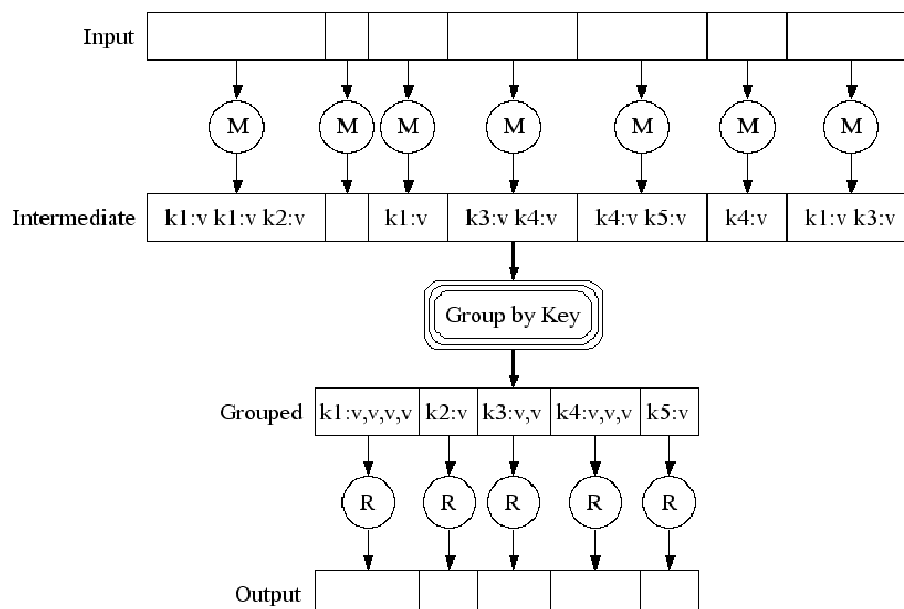 Input
M M M M M M M
Intermediate k1:v k1:v k2:v k1:v k3:v k4:v k4:v k5:v k4:v k1:v k3:v
Group by Key
Grouped k1:v,v,v,v k2:v k3:v,v k4:v,v,v k5:v
R R R R R
Output